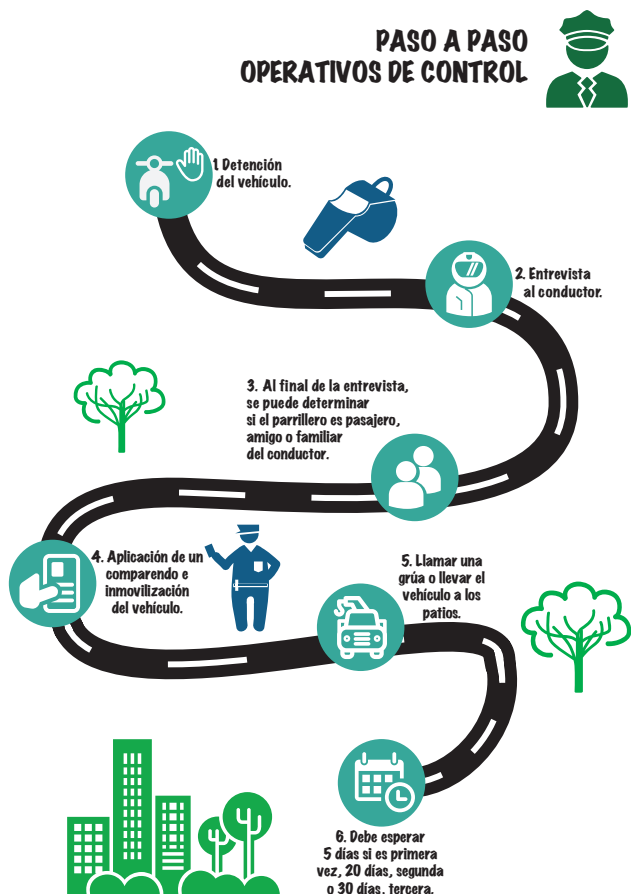 PASO A PASO
OPERATIVOS DE CONTROL
1. Detención
del vehículo.
2. Entrevista
al conductor.
3. Al final de la entrevista,
se puede determinar
si el parrillero es pasajero,
amigo o familiar
del conductor.
4. Aplicación de un
comparendo e
inmovilización
del vehículo.
5. Llamar una
grúa o llevar el
vehículo a los
patios.
6. Debe esperar
5 días si es primera
vez, 20 días, segunda
o 30 días, tercera.